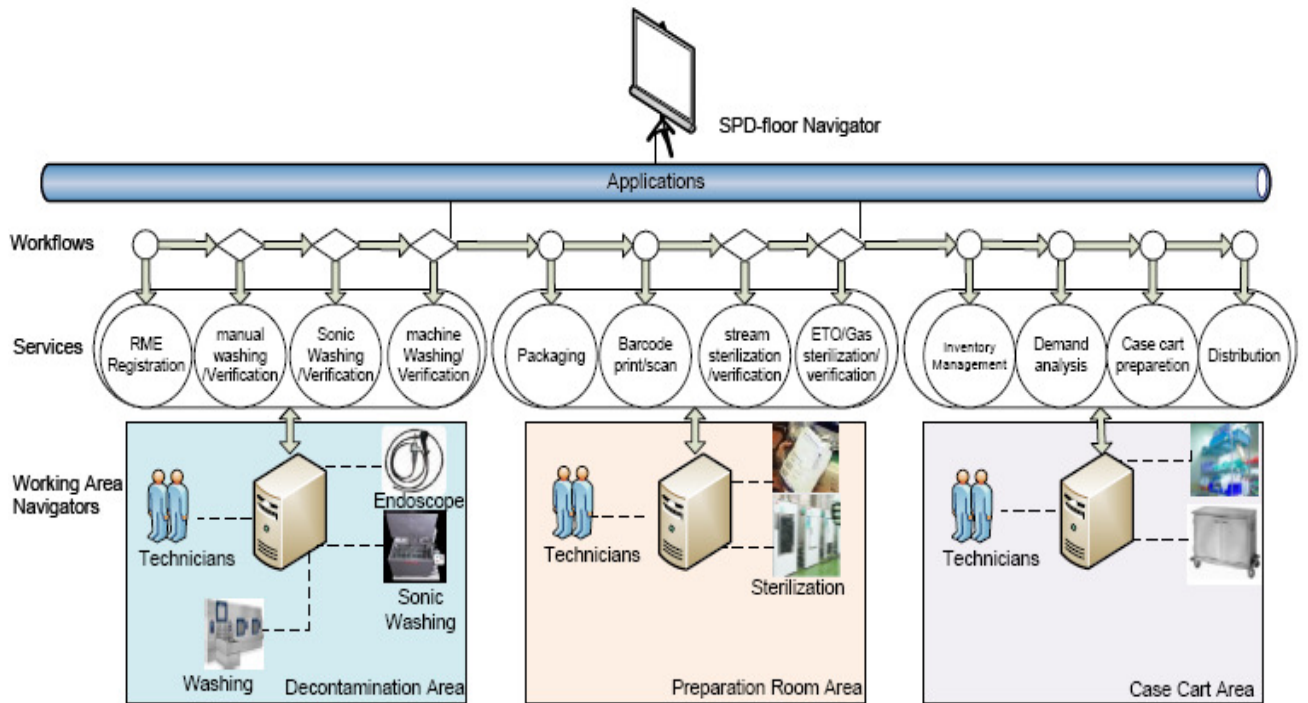 SPD-floor Navigator
Applications
Workflows
Services
RME
Registration
manual
washing
/Verification
Sonic
Washing
/Verification
machine
Washing/
Verification
Packaging
Barcode
print/scan
stream
sterilization
/verification
ETO/Gas
sterilization/
verification
Inventory
Management
Demand
analysis
Case cart
preparetion
Distribution
Working Area
Navigators
Technicians
Endoscope
Sonic
Washing
Washing
Decontamination Area
Technicians
Sterilization
Preparation Room Area
Technicians
Case Cart Area